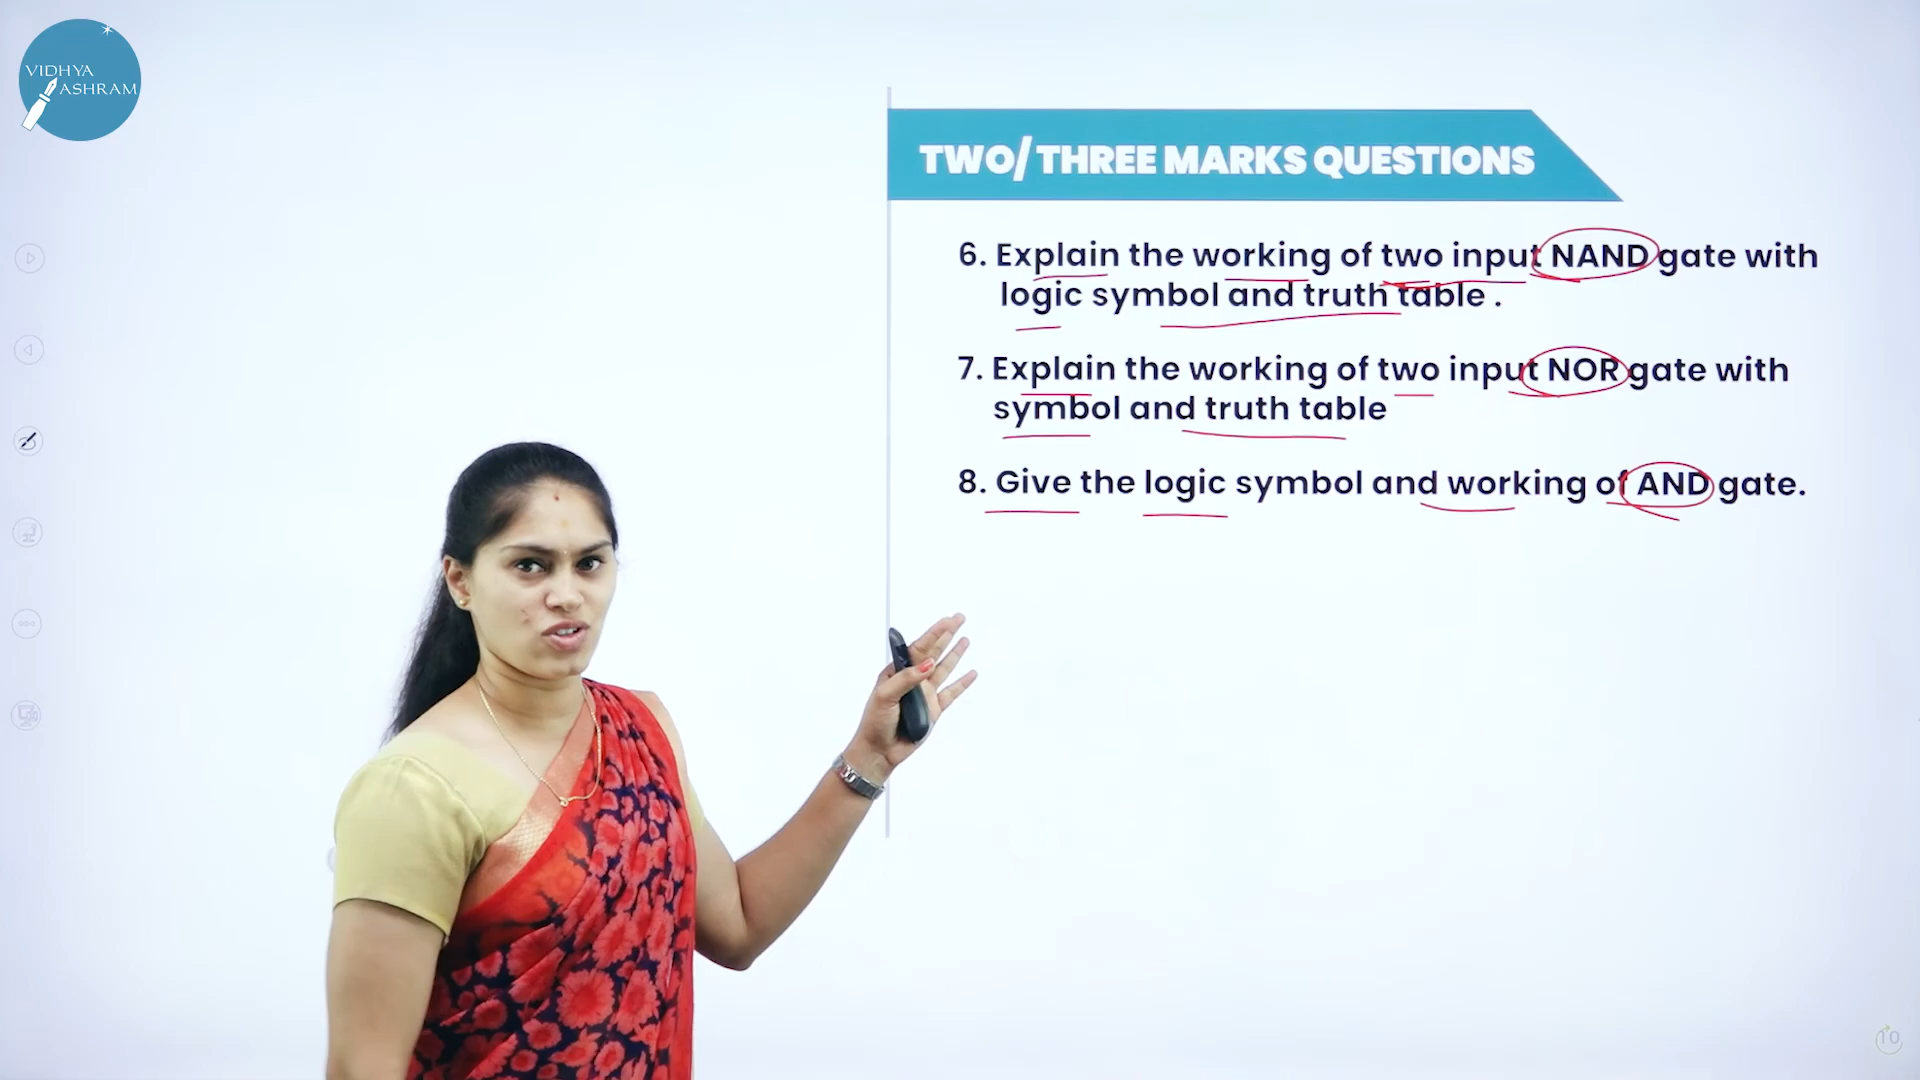 VIDHYA
ASHRAM
TWO/THREE MARKS QUESTIONS
6. Explain the working of two input NAND gate with
logic symbol and truth table .
7. Explain the working of two input NOR gate with
symbol and truth table
8. Give the logic symbol and working of AND gate.
10